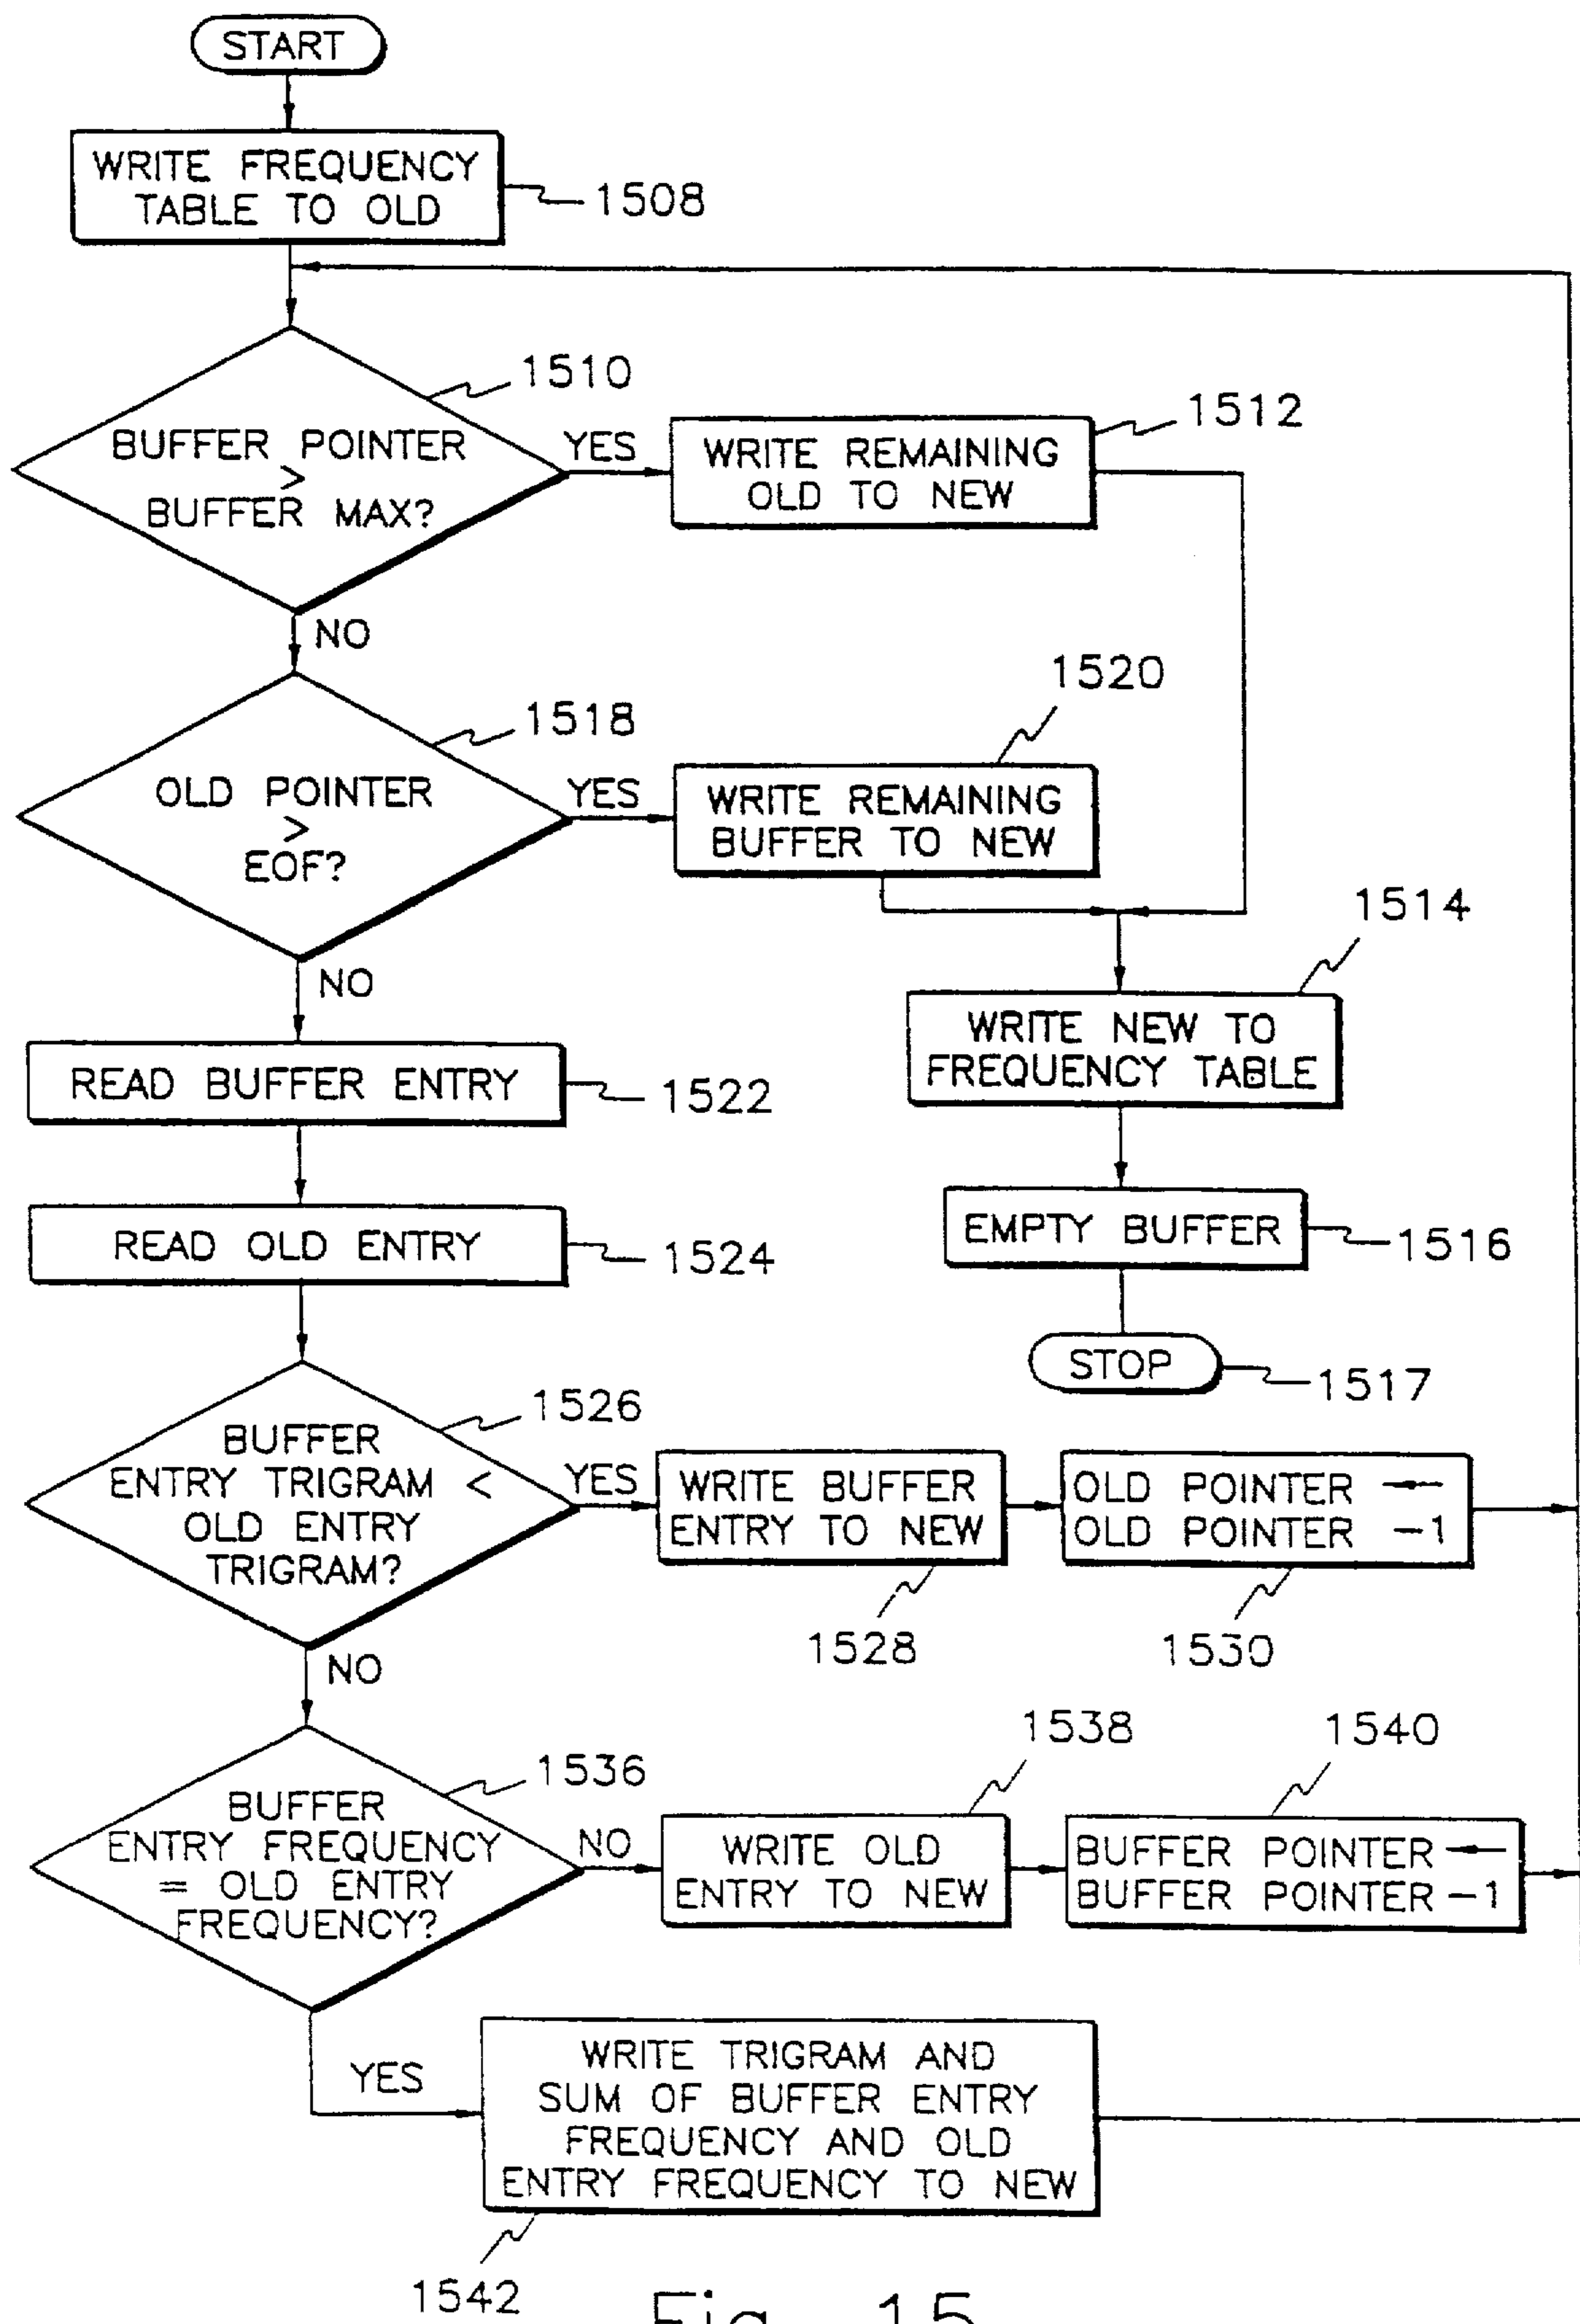 START
WRITE FREQUENCY
TABLE TO OLD
1508
1510
BUFFER POINTER
>
BUFFER MAX?
YES
WRITE REMAINING
OLD TO NEW
1512
NO
1518
OLD POINTER
>
EOF?
YES
1520
WRITE REMAINING
BUFFER TO NEW
NO
1514
WRITE NEW TO
FREQUENCY TABLE
READ BUFFER ENTRY
1522
READ OLD ENTRY
1524
EMPTY BUFFER
1516
STOP
1517
1526
BUFFER
ENTRY TRIGRAM <
OLD ENTRY
TRIGRAM?
YES
WRITE BUFFER
ENTRY TO NEW
1528
OLD POINTER ←
OLD POINTER -1
1530
NO
1536
BUFFER
ENTRY FREQUENCY
= OLD ENTRY
FREQUENCY?
NO
1538
WRITE OLD
ENTRY TO NEW
1540
BUFFER POINTER ←
BUFFER POINTER -1
YES
WRITE TRIGRAM AND
SUM OF BUFFER ENTRY
FREQUENCY AND OLD
ENTRY FREQUENCY TO NEW
1542
Fig. 15